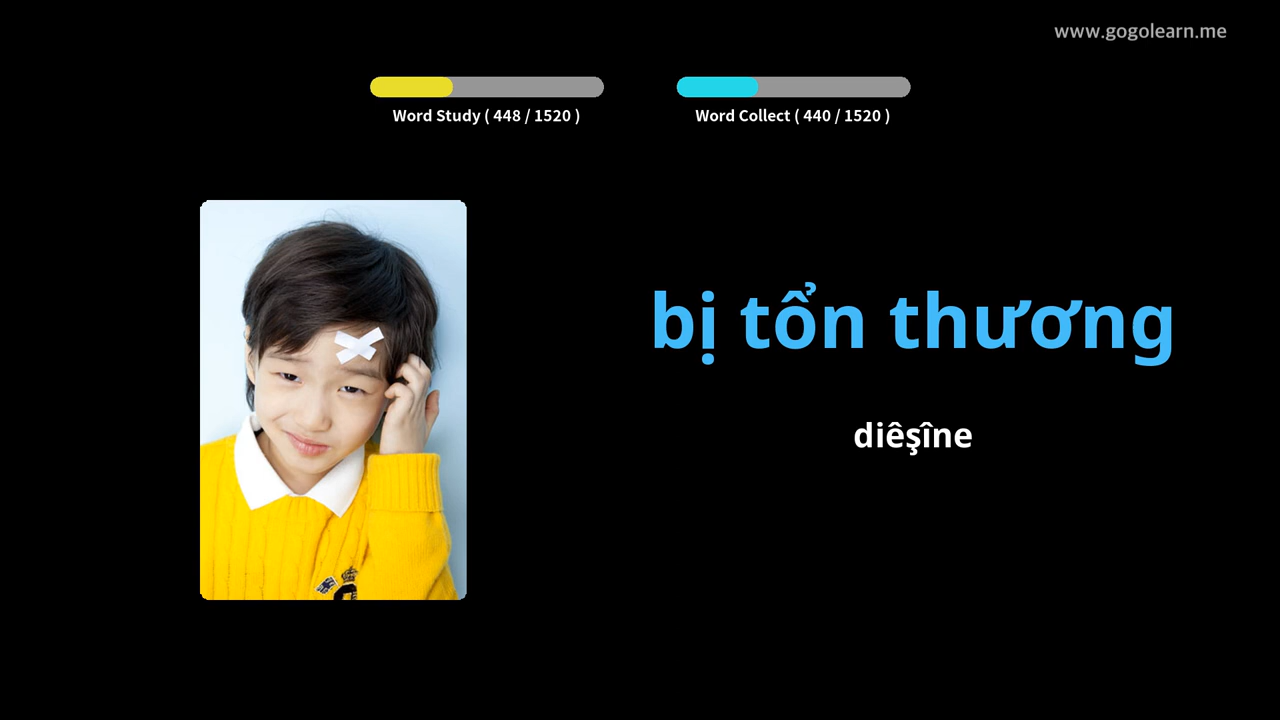 www.gogolearn.me
Word Study ( 448 / 1520 )
Word Collect ( 440 / 1520 )
bị tổn thương
diêşîne